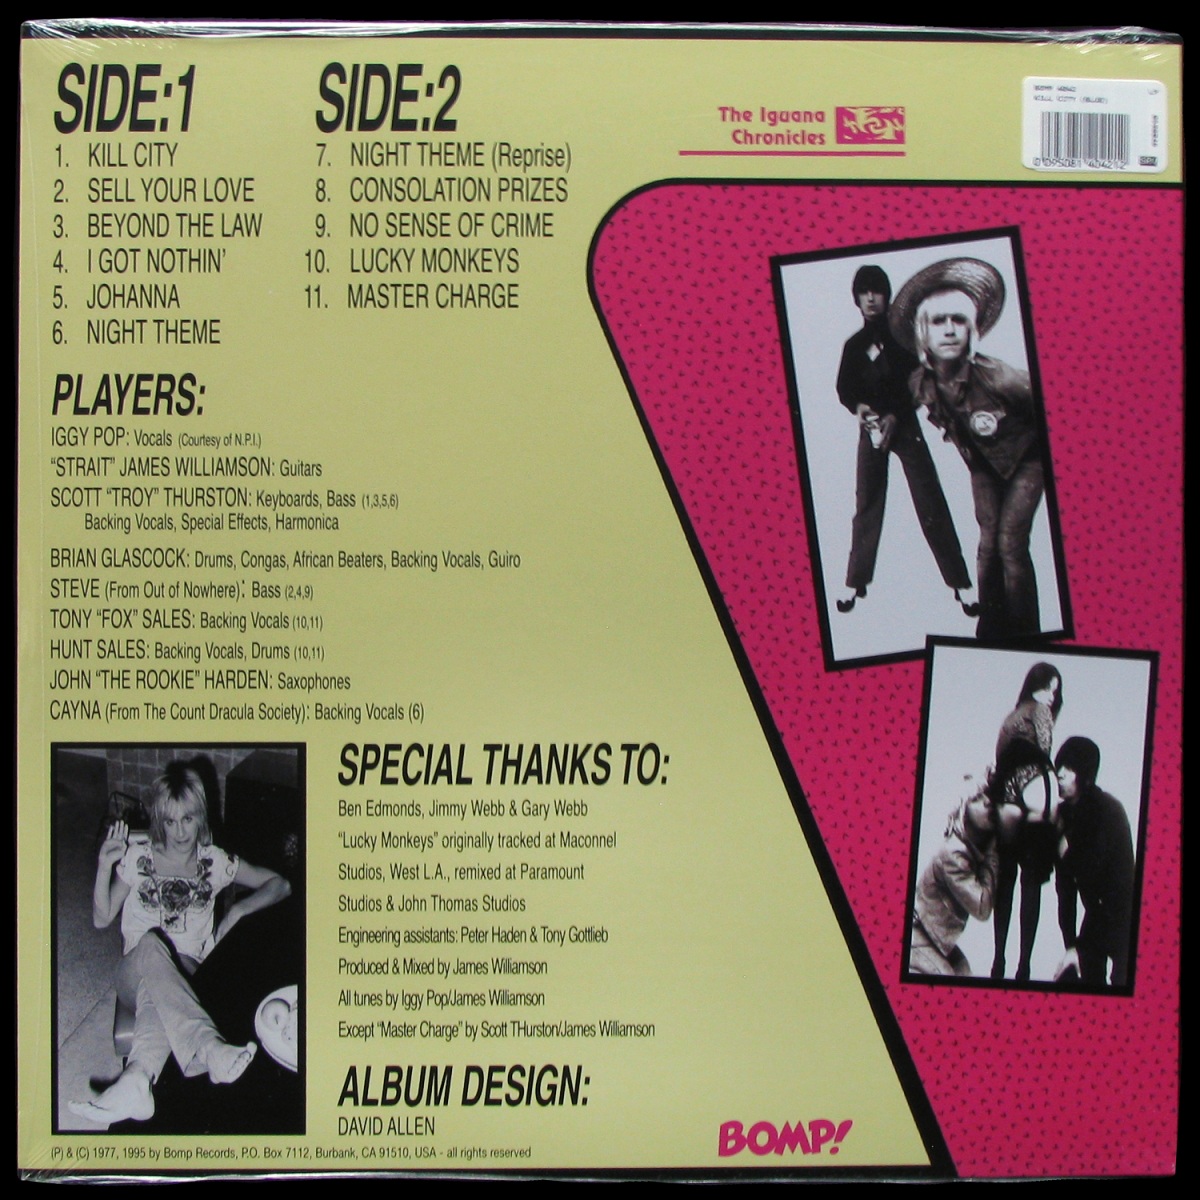 SIDE:1
1. KILL CITY
2. SELL YOUR LOVE
3. BEYOND THE LAW
4. I GOT NOTHIN'
5. JOHANNA
6. NIGHT THEME
SIDE:2
7. NIGHT THEME (Reprise)
8. CONSOLATION PRIZES
9. NO SENSE OF CRIME
10. LUCKY MONKEYS
11. MASTER CHARGE
The Iguana
Chronicles
BOMP 4042
KILL CITY (BLUE)
LP
0 095081 404212
PLAYERS:
IGGY POP: Vocals (Courtesy of N.P.I.)
“STRAIT” JAMES WILLIAMSON: Guitars
SCOTT “TROY” THURSTON: Keyboards, Bass (1,3,5,6)
Backing Vocals, Special Effects, Harmonica
BRIAN GLASCOCK: Drums, Congas, African Beaters, Backing Vocals, Guiro
STEVE (From Out of Nowhere): Bass (2,4,9)
TONY “FOX” SALES: Backing Vocals (10,11)
HUNT SALES: Backing Vocals, Drums (10,11)
JOHN “THE ROOKIE” HARDEN: Saxophones
CAYNA (From The Count Dracula Society): Backing Vocals (6)
SPECIAL THANKS TO:
Ben Edmonds, Jimmy Webb & Gary Webb
“Lucky Monkeys” originally tracked at Maconnel
Studios, West L.A., remixed at Paramount
Studios & John Thomas Studios
Engineering assistants: Peter Haden & Tony Gottlieb
Produced & Mixed by James Williamson
All tunes by Iggy Pop/James Williamson
Except “Master Charge” by Scott THurston/James Williamson
ALBUM DESIGN:
DAVID ALLEN
BOMP!
(P) & (C) 1977, 1995 by Bomp Records, P.O. Box 7112, Burbank, CA 91510, USA - all rights reserved